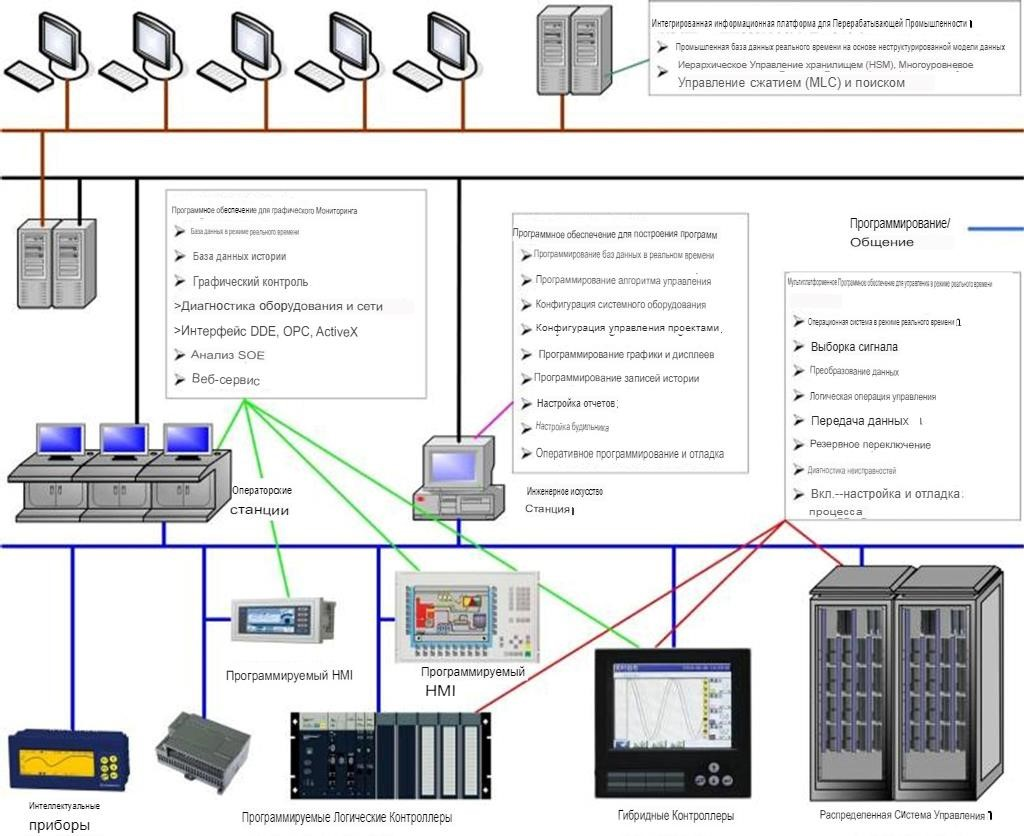 Интегрированная информационная платформа для Перерабатывающей Промышленности
Промышленная база данных реального времени на основе неструктурированной модели данных
Иерархическое Управление хранилищем (HSM), Многоуровневое
Управление сжатием (MLC) и поиском
Программное обеспечение для графического Мониторинга
База данных в режиме реального времени
База данных истории
Графический контроль
>Диагностика оборудования и сети
>Интерфейс DDE, OPC, ActiveX
Анализ SOE
Веб-сервис
Программное обеспечение для построения программ
Программирование баз данных в реальном времени
Программирование алгоритма управления
Конфигурация системного оборудования
Конфигурация управления проектами
Программирование графики и дисплеев
Программирование записей истории
Настройка отчетов
Настройка будильника
Оперативное программирование и отладка
Программирование/
Общение
Мультиплатформенное Программное обеспечение для управления в режиме реального времени
Операционная система в режиме реального времени
Выборка сигнала
Преобразование данных
Логическая операция управления
Передача данных
Резервное переключение
Диагностика неисправностей
Вкл.--настройка и отладка
процесса
Операторские
станции
Инженерное искусство
Станция
Программируемый HMI
Программируемый
HMI
Интеллектуальные
приборы
Программируемые Логические Контроллеры
Гибридные Контроллеры
Распределенная Система Управления